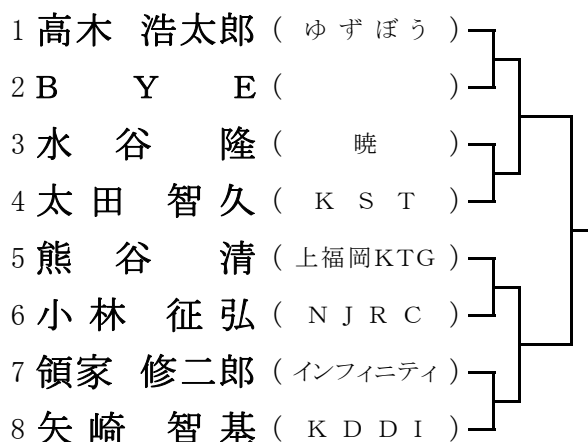 1 高木 浩太郎 ( ゆずぼう )
2 B Y E ( )
3 水谷 隆 ( 暁 )
4 太田 智久 ( K S T )
5 熊谷 清 ( 上福岡KTG )
6 小林 征弘 ( N J R C )
7 領家 修二郎 ( インフィニティ )
8 矢崎 智基 ( K D D I )